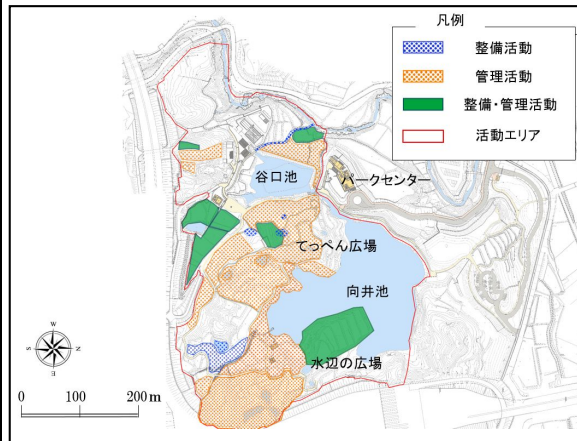 凡例
整備活動
管理活動
整備・管理活動
活動エリア
谷口池
パークセンター
てっぺん広場
向井池
水辺の広場
W
S
N
E
0 100 200 m